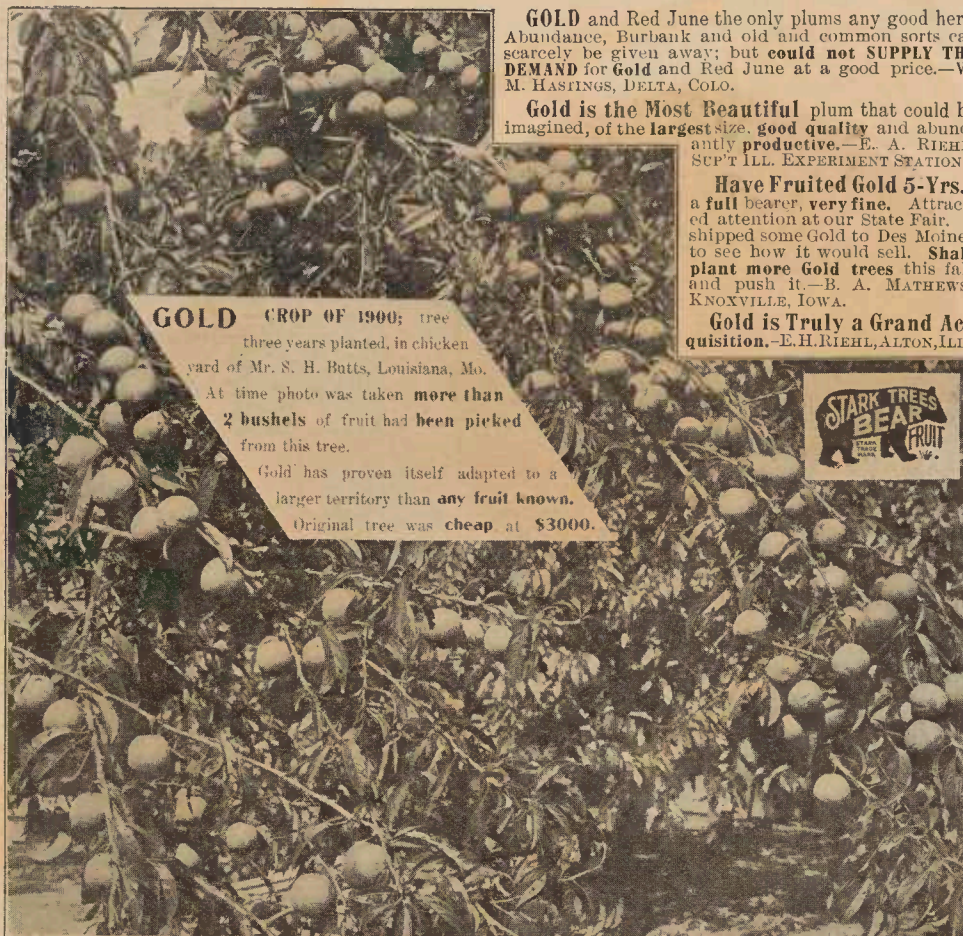 GOLD and Red June the only plums any good her
Abundance, Burbank and old and common sorts ca
scarcely be given away; but could not SUPPLY TH
DEMAND for Gold and Red June at a good price.—W
M. HASTINGS, DELTA, COLO.
Gold is the Most Beautiful plum that could b
imagined, of the largest size, good quality and abund
antly productive.—E. A. RIEH
SUP'T ILL. EXPERIMENT STATION
Have Fruited Gold 5-Yrs.
a full bearer, very fine. Attrac
ed attention at our State Fair.
shipped some Gold to Des Moine
to see how it would sell. Shal
plant more Gold trees this fa
and push it.—B. A. MATHEWS
KNOXVILLE, IOWA.
Gold is Truly a Grand Ac
quisition.-E.H.RIEHL, ALTON, ILL
GOLD CROP OF 1900; tree
three years planted, in chicken
yard of Mr. S. H. Butts, Louisiana, Mo.
At time photo was taken more than
2 bushels of fruit had been picked
from this tree.
Gold has proven itself adapted to a
larger territory than any fruit known.
Original tree was cheap at $3000.
STARK TREES
BEAR
FRUIT
STARK
TRADE
MARK